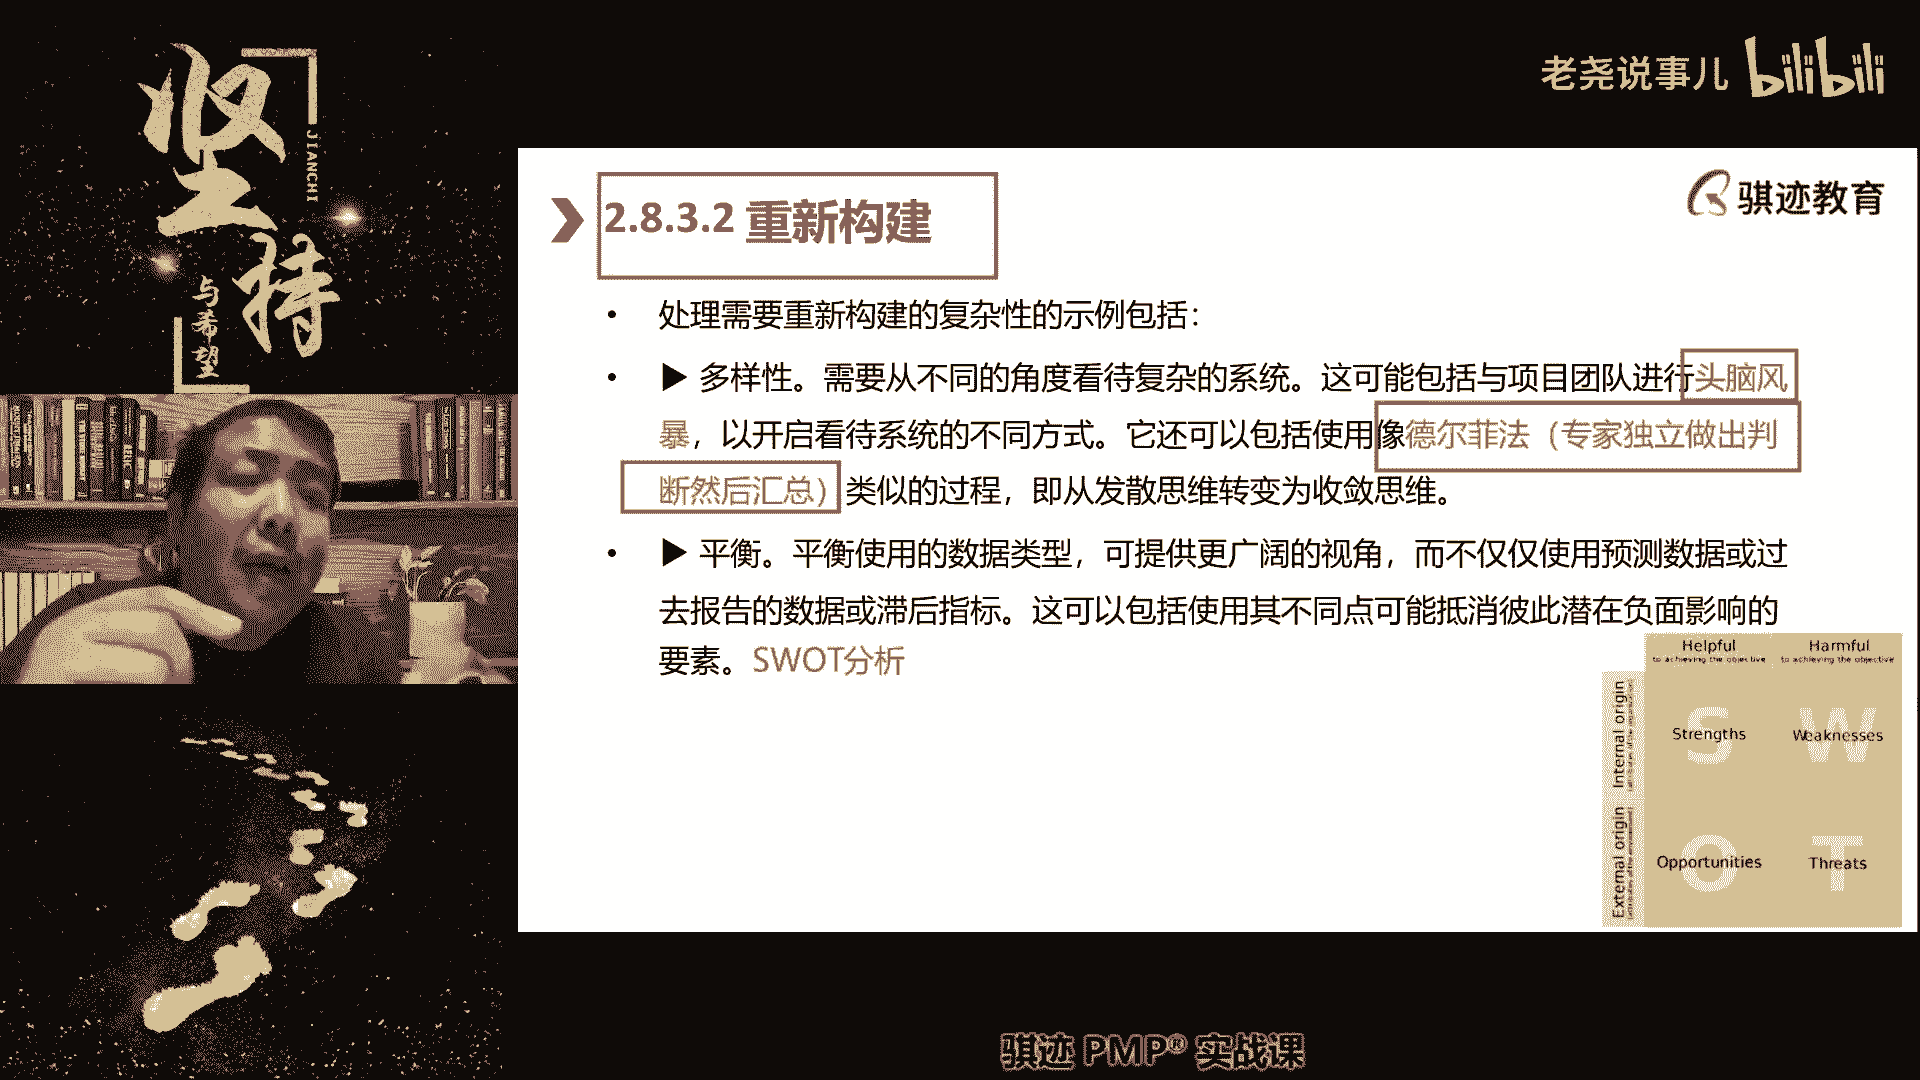 坚持
JIANCHI
与希望
老尧说事儿 bilibili
骐迹教育
2.8.3.2 重新构建
• 处理需要重新构建的复杂性的示例包括：
• ▶ 多样性。需要从不同的角度看待复杂的系统。这可能包括与项目团队进行头脑风
暴，以开启看待系统的不同方式。它还可以包括使用像德尔菲法（专家独立做出判
断然后汇总）类似的过程，即从发散思维转变为收敛思维。
• ▶ 平衡。平衡使用的数据类型，可提供更广阔的视角，而不仅仅使用预测数据或过
去报告的数据或滞后指标。这可以包括使用其不同点可能抵消彼此潜在负面影响的
要素。SWOT分析
Helpful
to achieving the objective
Harmful
to achieving the objective
Internal origin
S
Strengths
W
Weaknesses
External origin
O
Opportunities
T
Threats
骐迹 PMP® 实战课